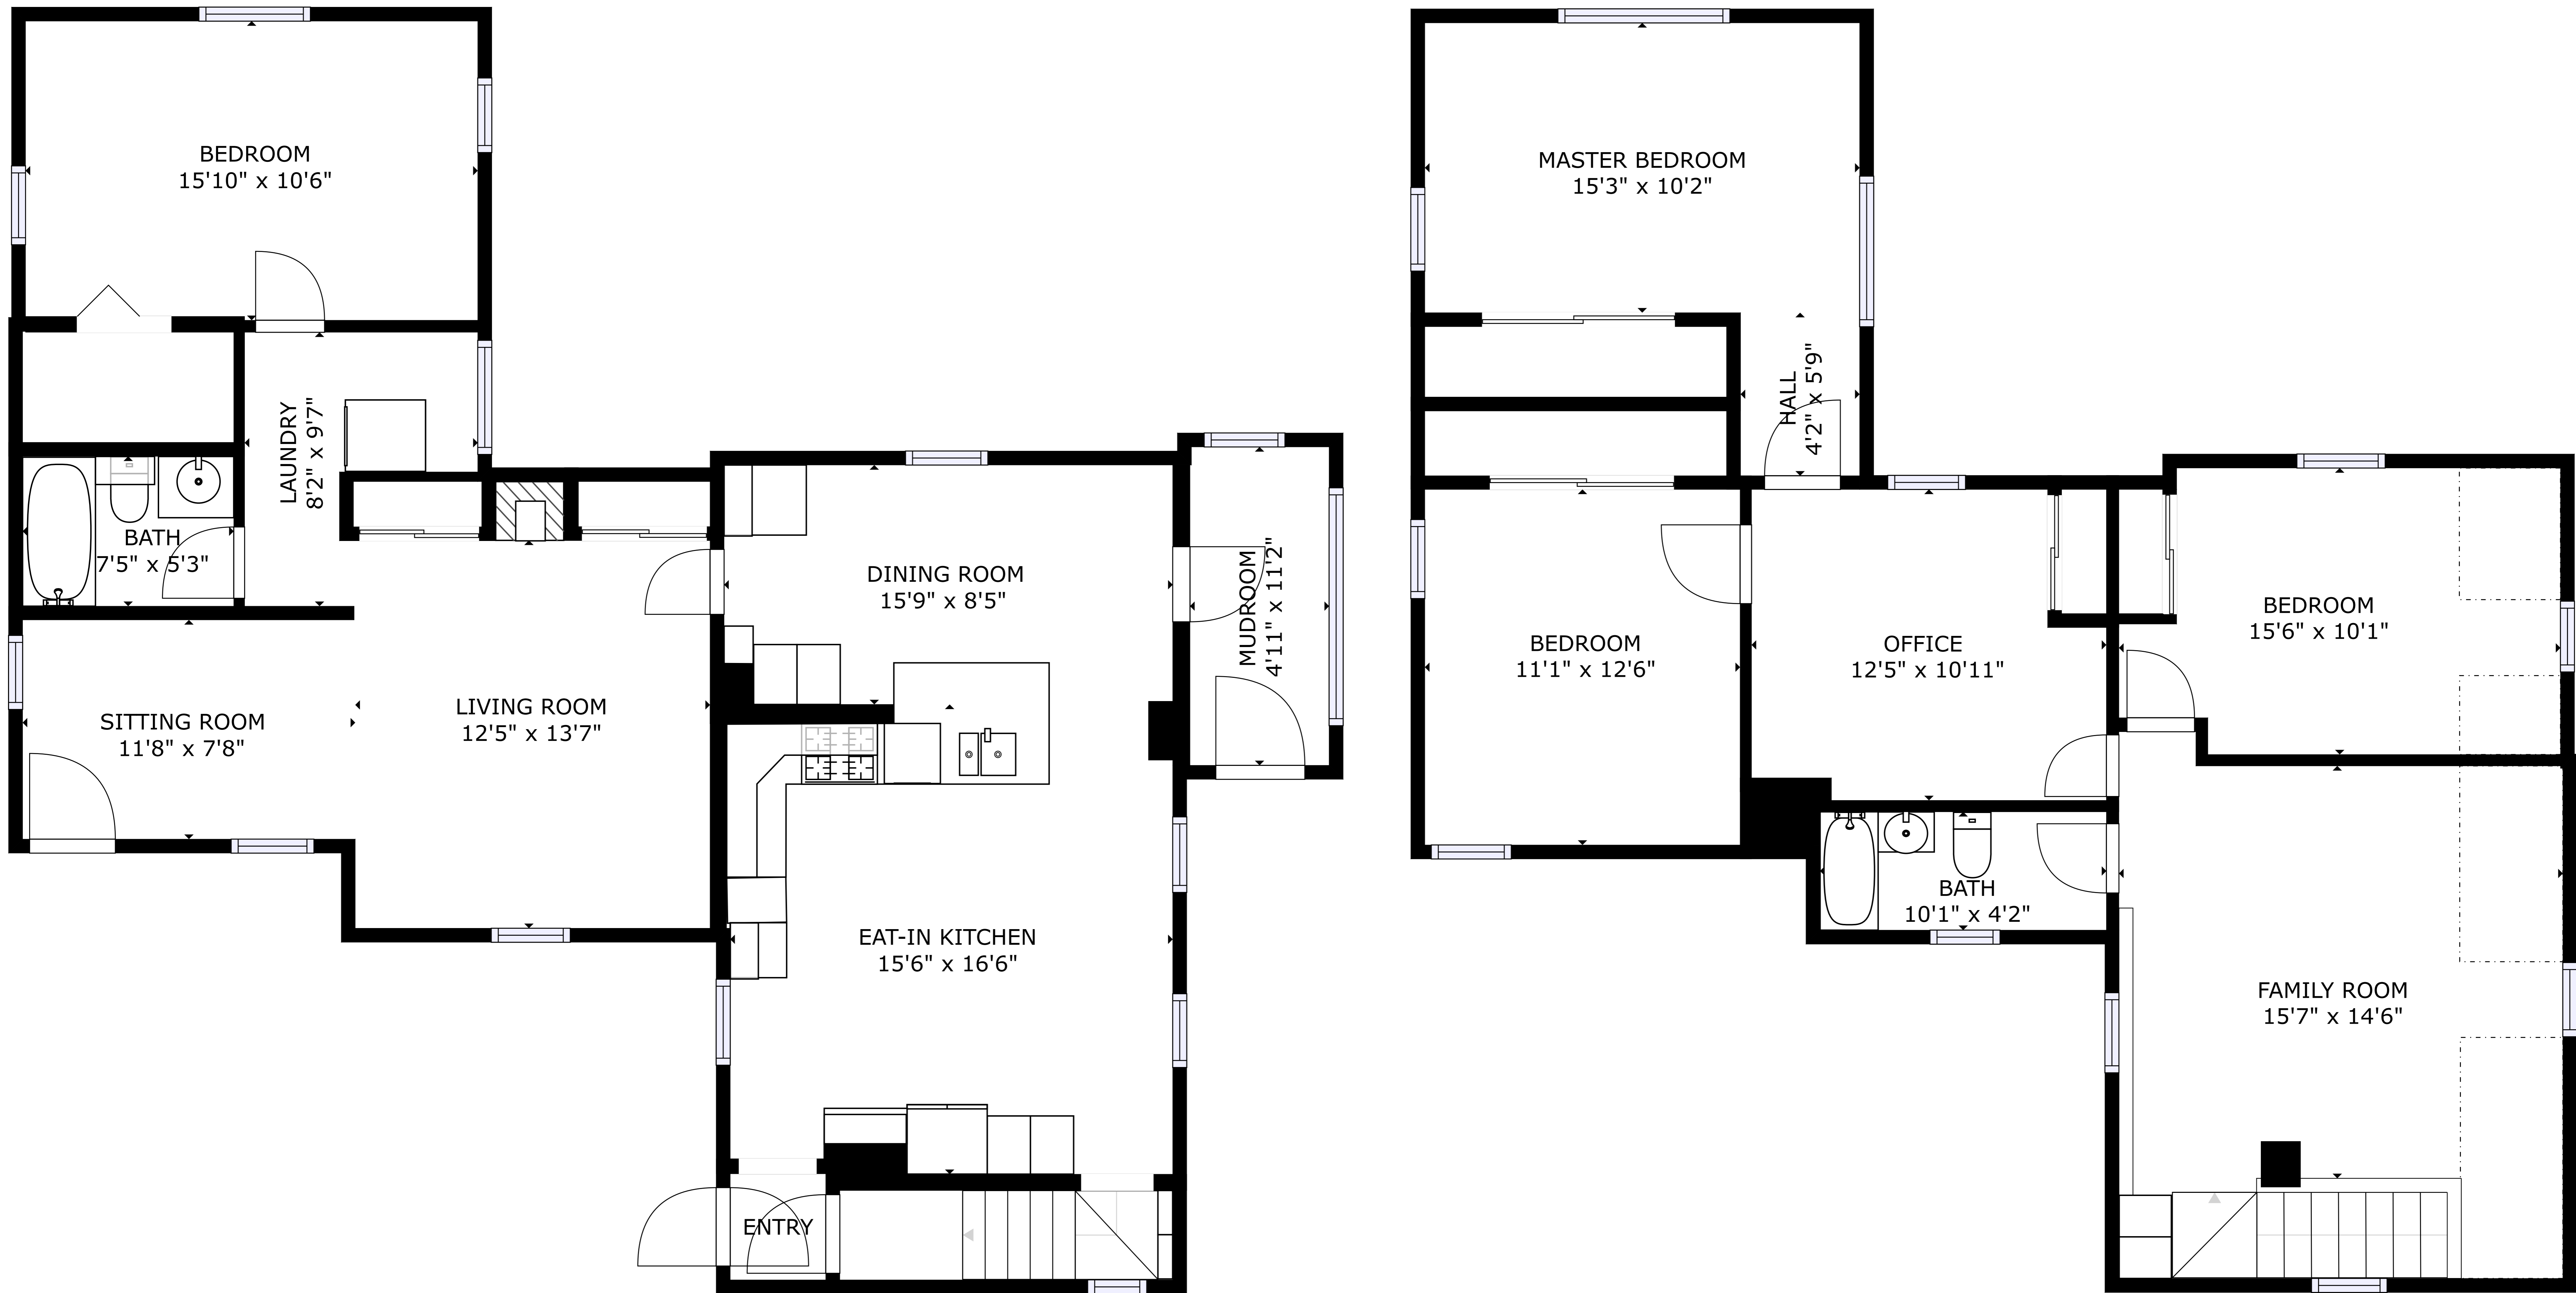 BEDROOM
15'10" x 10'6"
LAUNDRY
8'2" x 9'7"
BATH
7'5" x 5'3"
SITTING ROOM
11'8" x 7'8"
LIVING ROOM
12'5" x 13'7"
DINING ROOM
15'9" x 8'5"
MUDROOM
4'11" x 11'2"
EAT-IN KITCHEN
15'6" x 16'6"
ENTRY
MASTER BEDROOM
15'3" x 10'2"
HALL
4'2" x 5'9"
BEDROOM
11'1" x 12'6"
OFFICE
12'5" x 10'11"
BEDROOM
15'6" x 10'1"
BATH
10'1" x 4'2"
FAMILY ROOM
15'7" x 14'6"